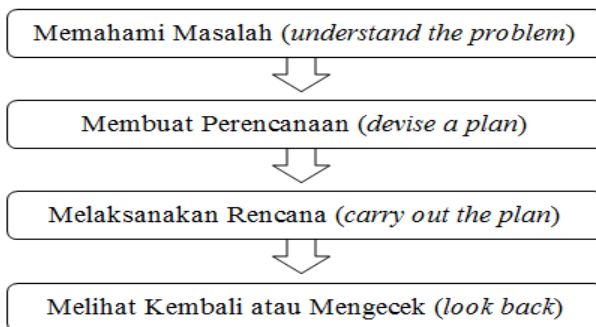 Memahami Masalah (understand the problem)
Membuat Perencanaan (devise a plan)
Melaksanakan Rencana (carry out the plan)
Melihat Kembali atau Mengecek (look back)